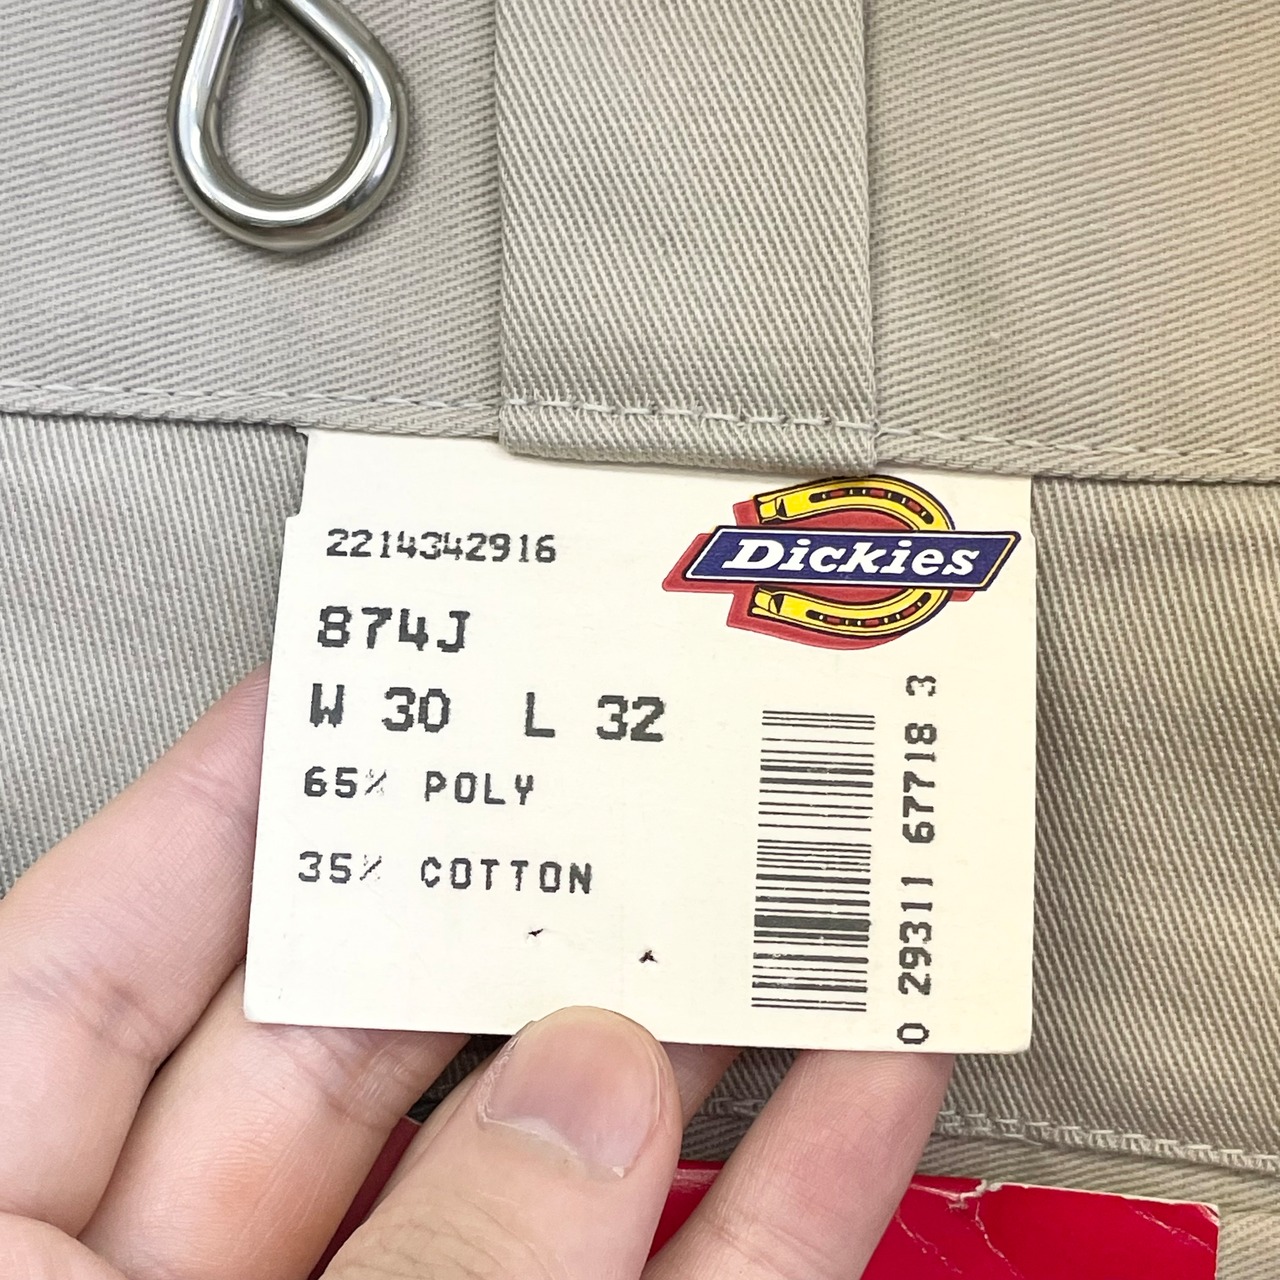 2214342916
Dickies
874J
W 30 L 32
65% POLY
35% COTTON
0 29311 67718 3